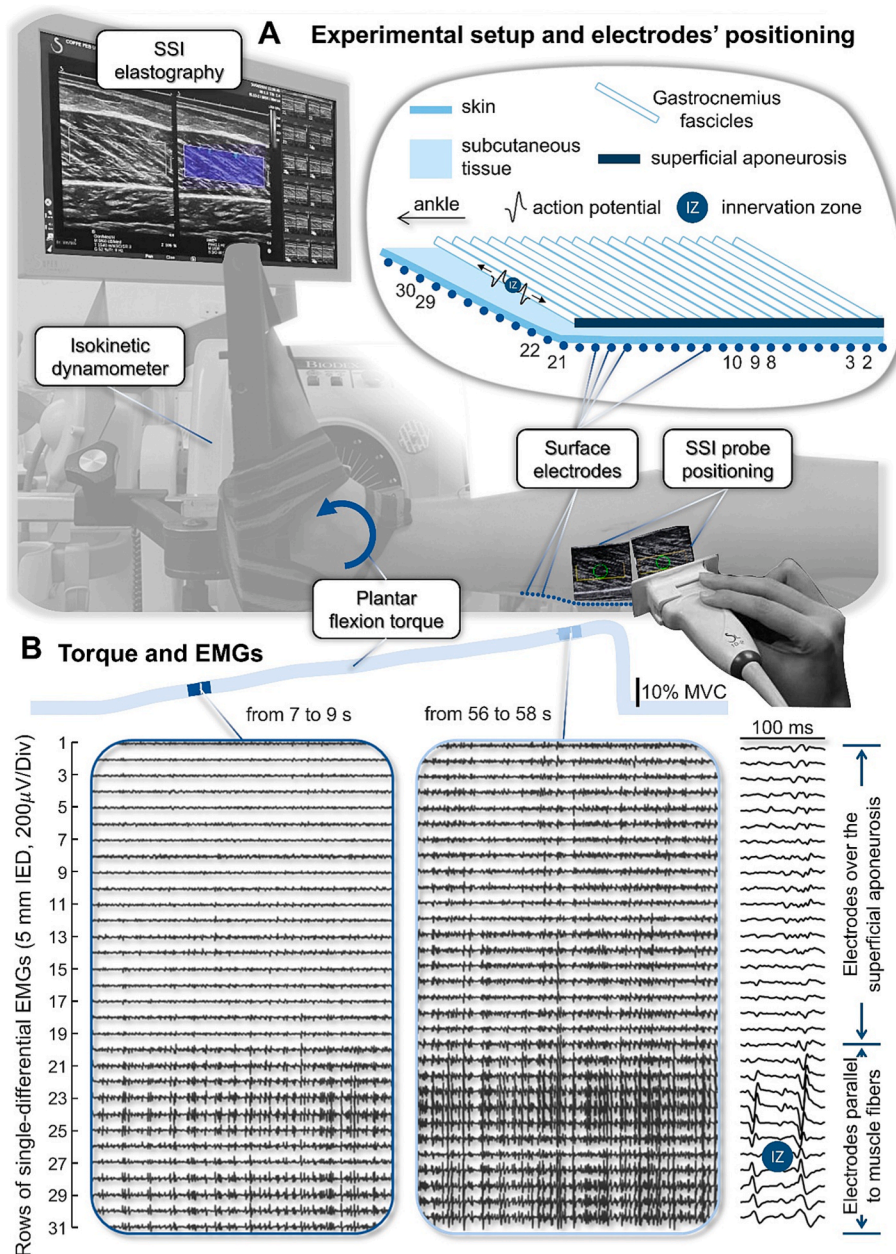 A Experimental setup and electrodes' positioning
SSI
elastography
skin
Gastrocnemius
fascicles
subcutaneous
tissue
superficial aponeurosis
ankle
action potential
IZ
innervation zone
IZ
30
29
22
21
10 9 8
3 2
Isokinetic
dynamometer
BIODEX
Surface
electrodes
SSI probe
positioning
Plantar
flexion torque
B Torque and EMGs
10% MVC
from 7 to 9 s
from 56 to 58 s
100 ms
Rows of single-differential EMGs (5 mm IED, 200µV/Div)
1
3
5
7
9
11
13
15
17
19
21
23
25
27
29
31
IZ
Electrodes over the
superficial aponeurosis
Electrodes parallel
to muscle fibers